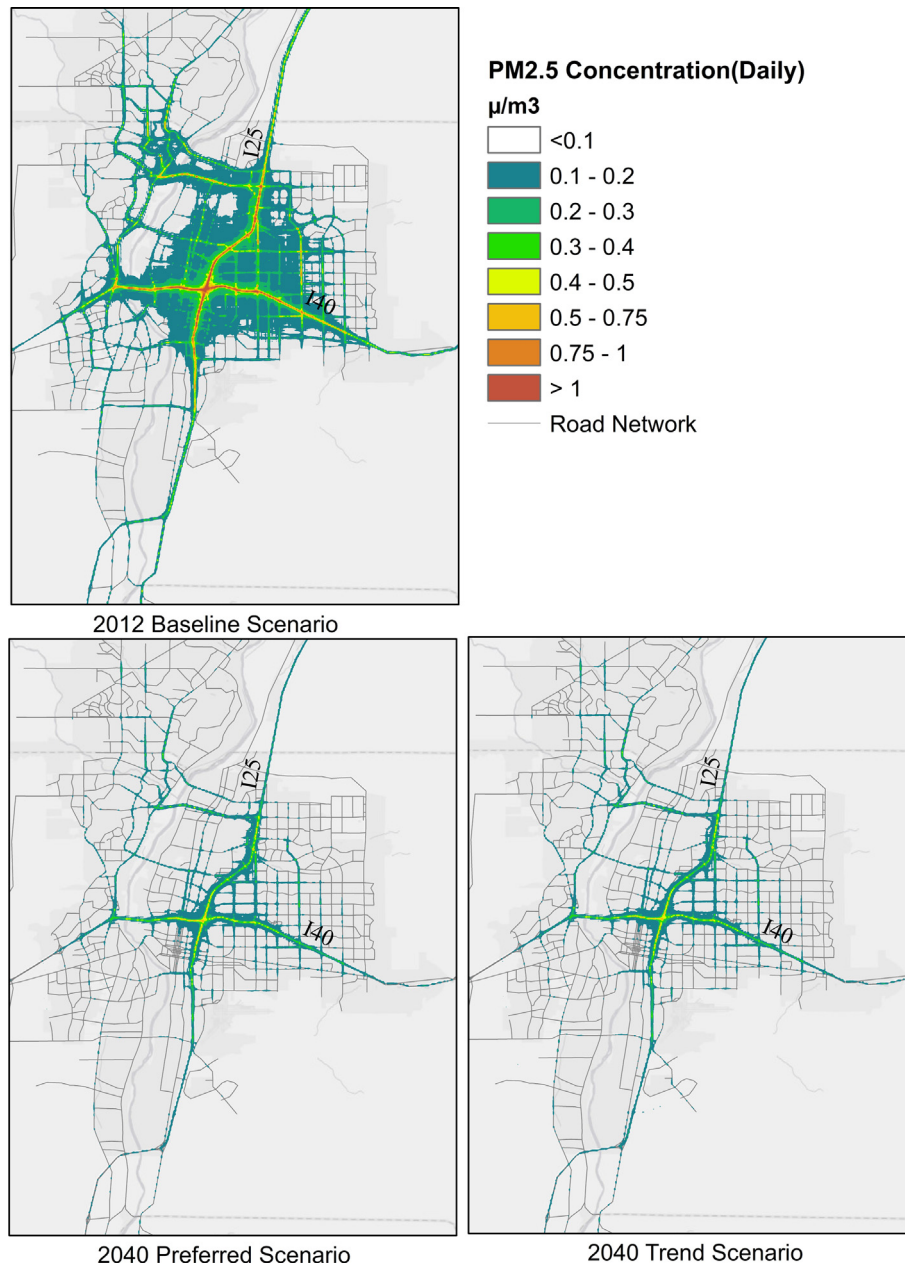 PM2.5 Concentration(Daily)
µ/m3
<0.1
0.1 - 0.2
0.2 - 0.3
0.3 - 0.4
0.4 - 0.5
0.5 - 0.75
0.75 - 1
> 1
Road Network
I25
I40
2012 Baseline Scenario
I25
I40
2040 Preferred Scenario
I25
I40
2040 Trend Scenario